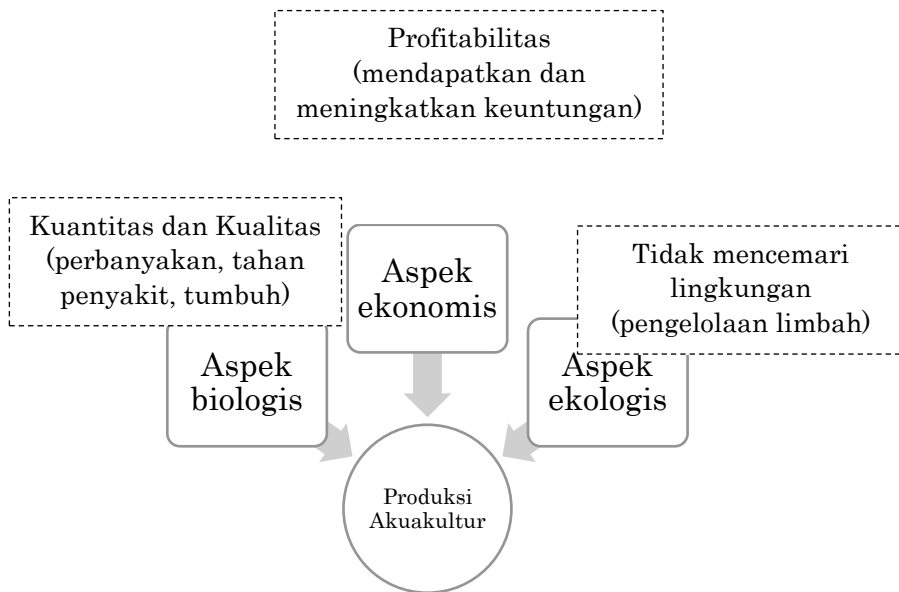 Profitabilitas
(mendapatkan dan
meningkatkan keuntungan)
Kuantitas dan Kualitas
(perbanyakan, tahan
penyakit, tumbuh)
Aspek
ekonomis
Tidak mencemari
lingkungan
(pengelolaan limbah)
Aspek
biologis
Aspek
ekologis
Produksi
Akuakultur